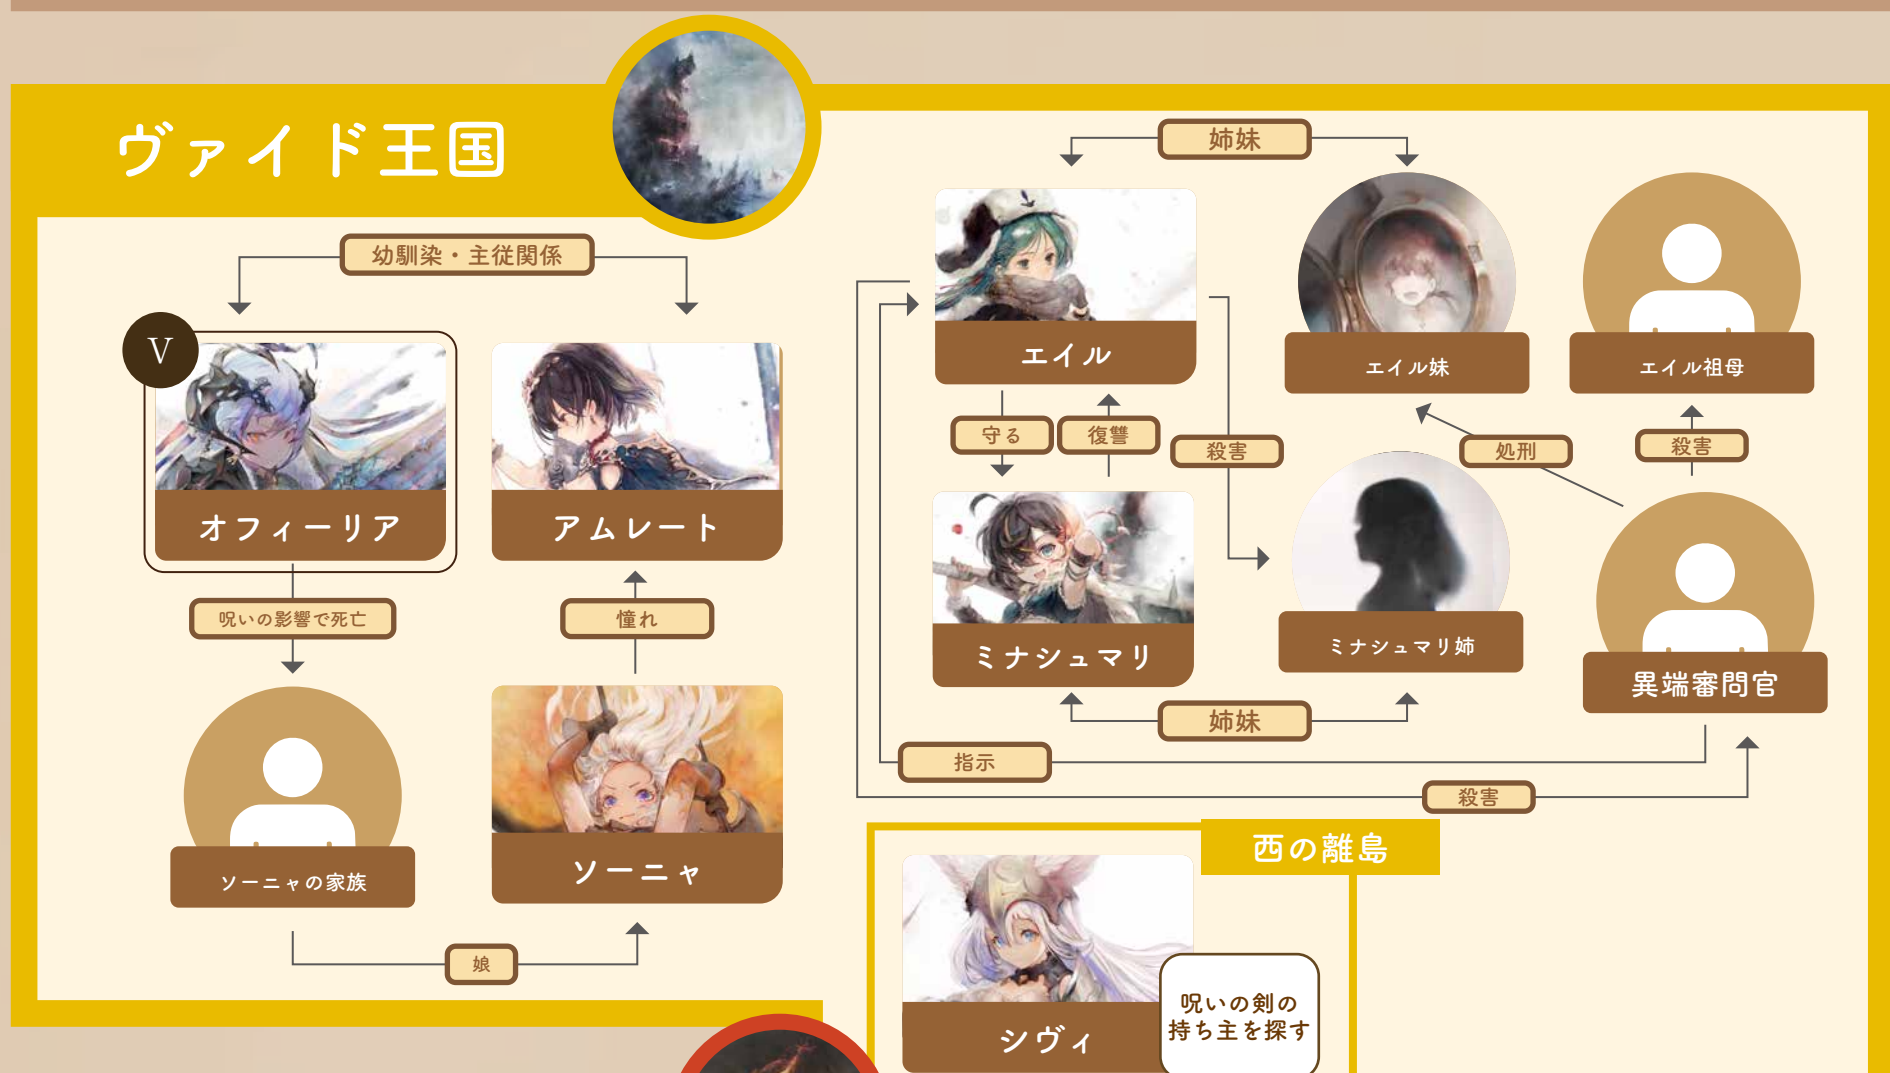 ヴァイド王国
幼馴染・主従関係
V
オフィーリア
アムレート
呪いの影響で死亡
憧れ
ソーニャの家族
ソーニャ
娘
姉妹
エイル
エイル妹
エイル祖母
守る
復讐
殺害
処刑
殺害
ミナシュマリ
ミナシュマリ姉
異端審問官
姉妹
指示
殺害
西の離島
シヴィ
呪いの剣の
持ち主を探す